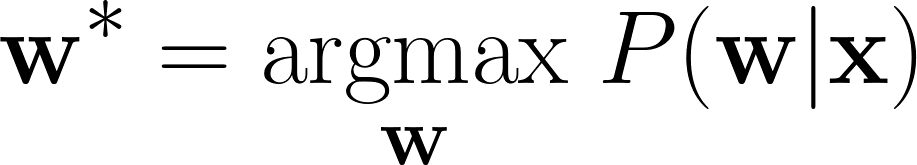 w* = argmax P(w|x)
w